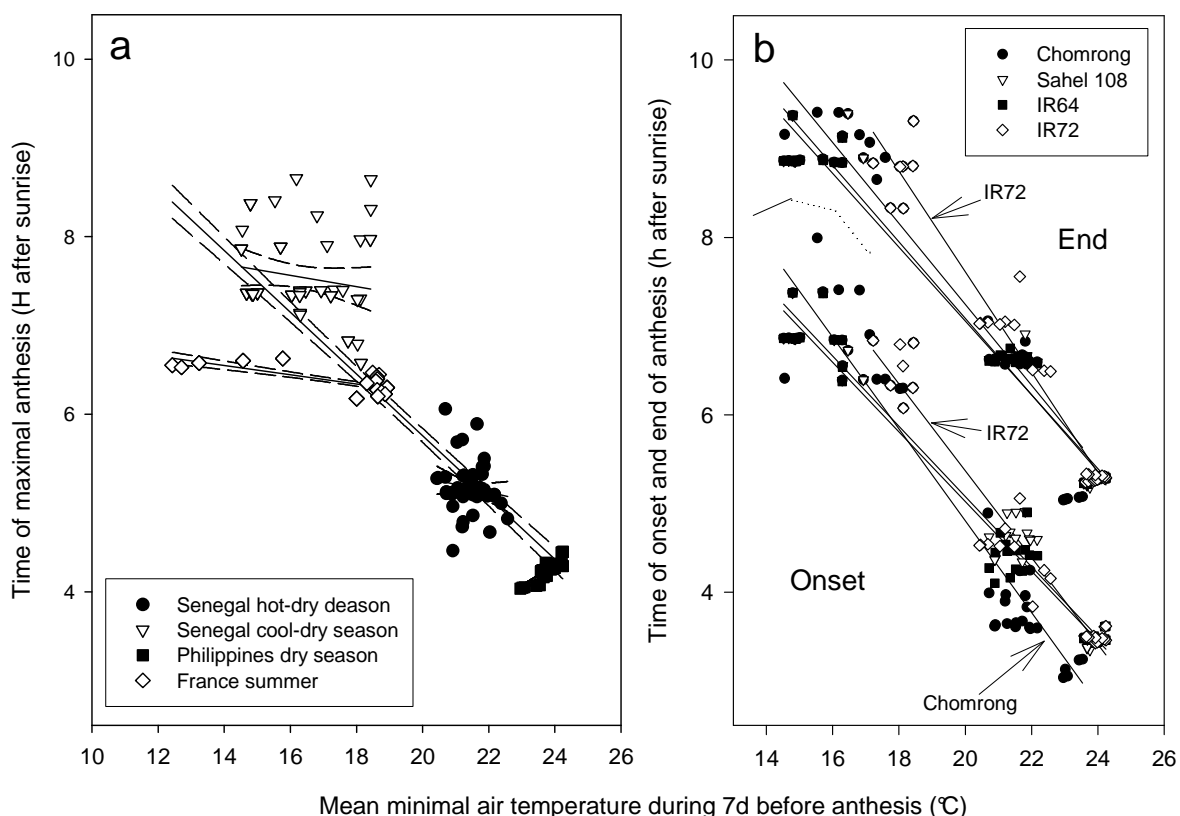 a
Time of maximal anthesis (H after sunrise)
10
8
6
4
Senegal hot-dry deason
Senegal cool-dry season
Philippines dry season
France summer
10 12 14 16 18 20 22 24 26
b
Time of onset and end of anthesis (h after sunrise)
10
8
6
4
Chomrong
Sahel 108
IR64
IR72
IR72
End
IR72
Onset
Chomrong
14 16 18 20 22 24 26
Mean minimal air temperature during 7d before anthesis (°C)